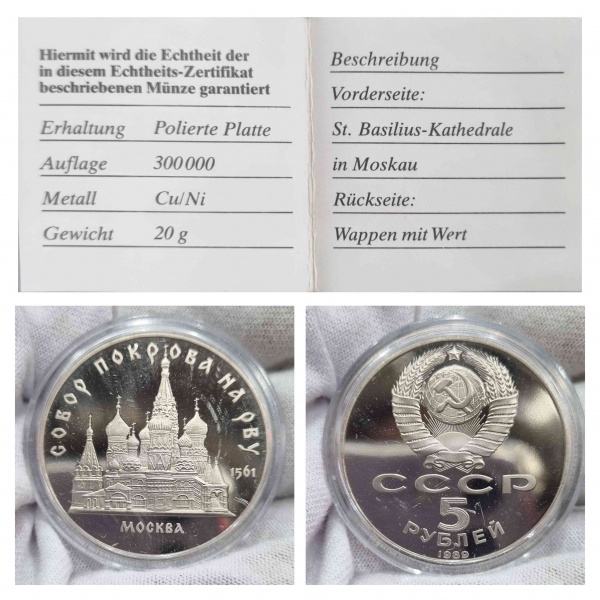 Hiermit wird die Echtheit der
in diesem Echtheits-Zertifikat
beschriebenen Münze garantiert
Erhaltung Polierte Platte
Auflage 300000
Metall Cu/Ni
Gewicht 20 g
Beschreibung
Vorderseite:
St. Basilius-Kathedrale
in Moskau
Rückseite:
Wappen mit Wert
СОБОР ПОКРОВА НА РВУ
1561
МОСКВА
СССР
5
РУБЛЕЙ
1989